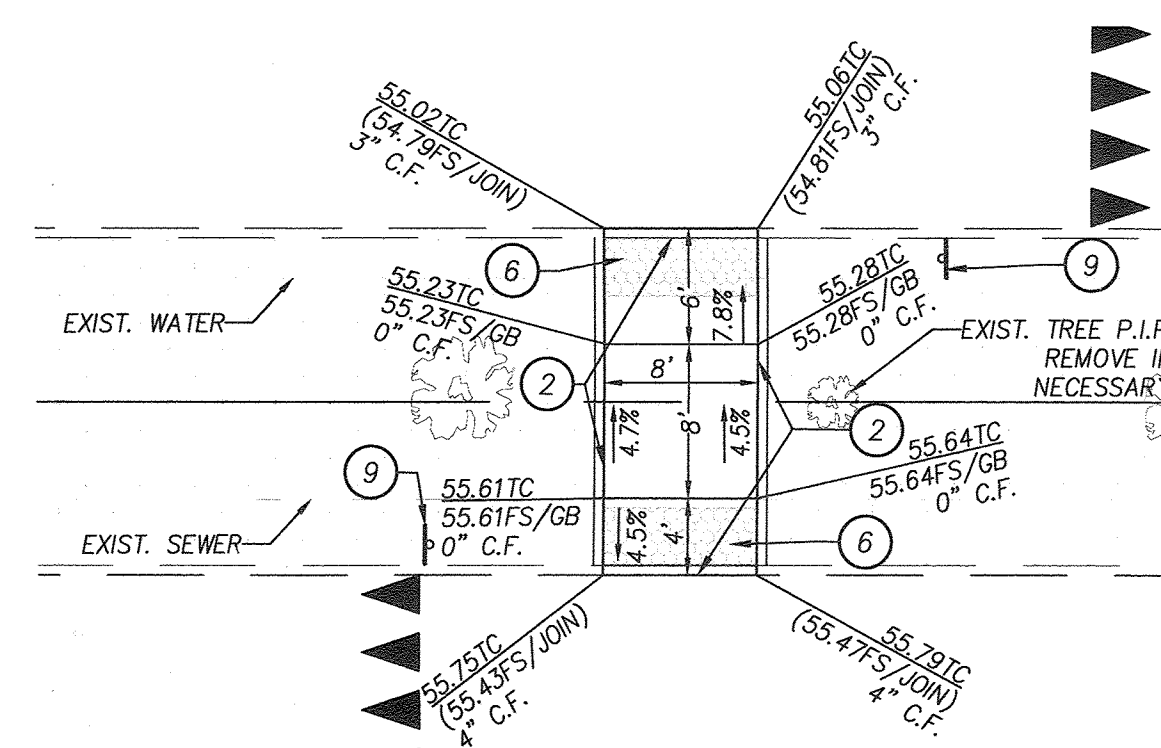 55.02TC
(54.79FS/JOIN)
3" C.F.
55.06TC
(54.81FS/JOIN)
3" C.F.
6
9
EXIST. WATER
55.23TC
55.23FS/GB
0" C.F.
6'
7.8%
55.28TC
55.28FS/GB
0" C.F.
EXIST. TREE P.I.P
REMOVE
NECESSARY
2
8'
4.7%
8'
4.5%
2
9
55.61TC
55.61FS/GB
0" C.F.
55.64TC
55.64FS/GB
0" C.F.
EXIST. SEWER
4.5%
4'
6
55.75TC
(55.43FS/JOIN)
4" C.F.
55.79TC
(55.47FS/JOIN)
4" C.F.